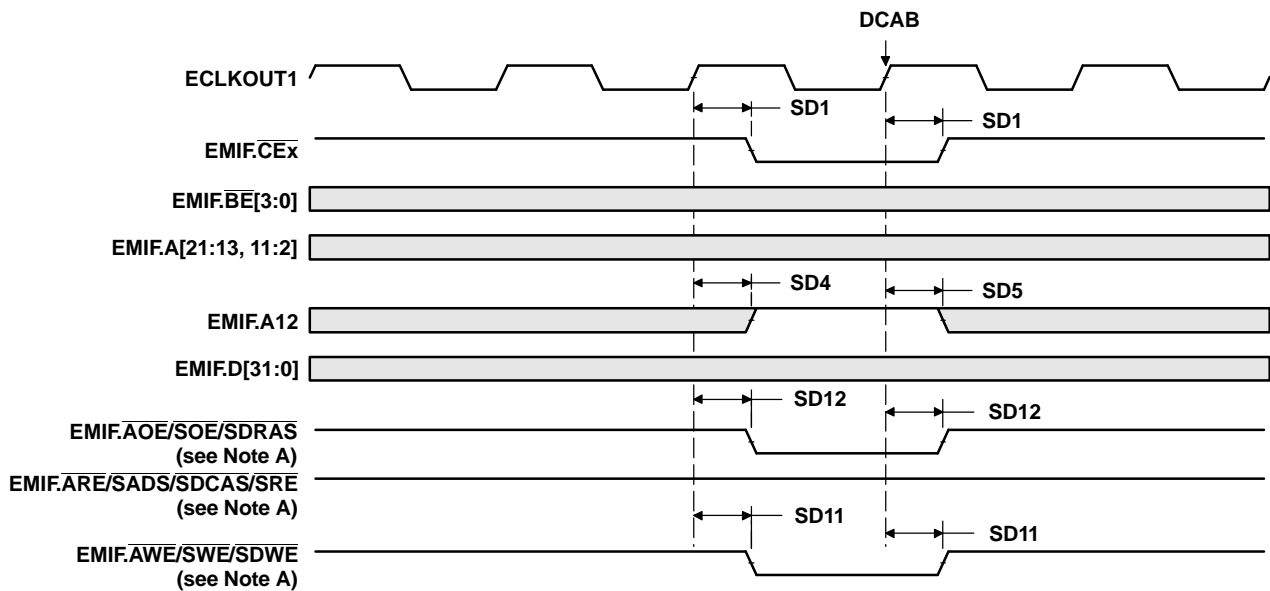 DCAB
ECLKOUT1
SD1
SD1
EMIF.CEx
EMIF.BE[3:0]
EMIF.A[21:13, 11:2]
SD4
SD5
EMIF.A12
EMIF.D[31:0]
SD12
SD12
EMIF.AOE/SOE/SDRAS
(see Note A)
EMIF.ARE/SADS/SDCAS/SRE
(see Note A)
SD11
SD11
EMIF.AWE/SWE/SDWE
(see Note A)